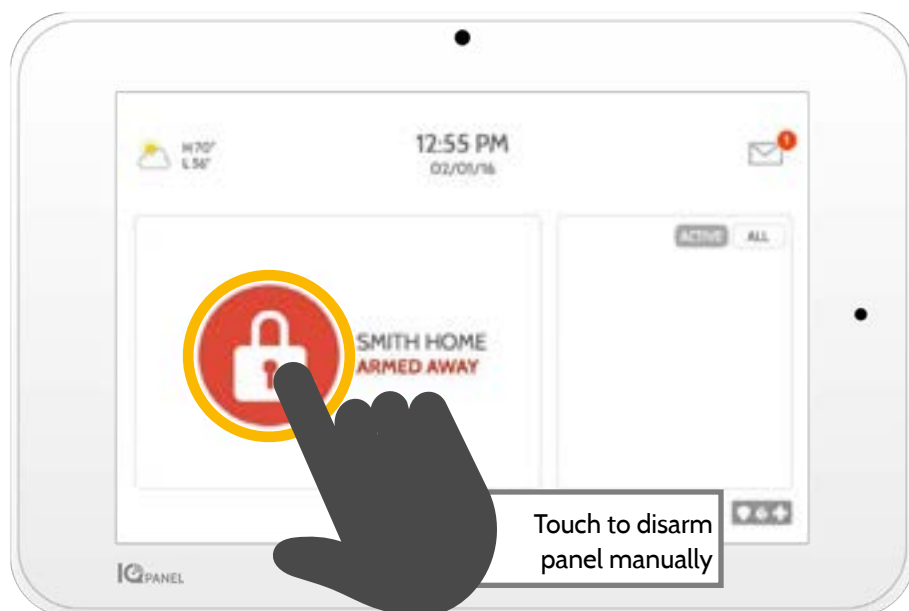 H 70°
L 56°
12:55 PM
02/01/16
1
ACTIVE ALL
SMITH HOME
ARMED AWAY
Touch to disarm
panel manually
IQ PANEL